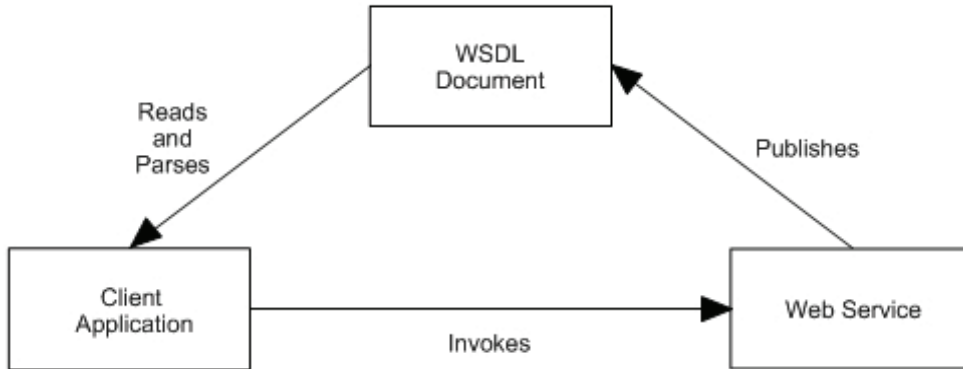 WSDL
Document
Reads
and
Parses
Publishes
Client
Application
Web Service
Invokes